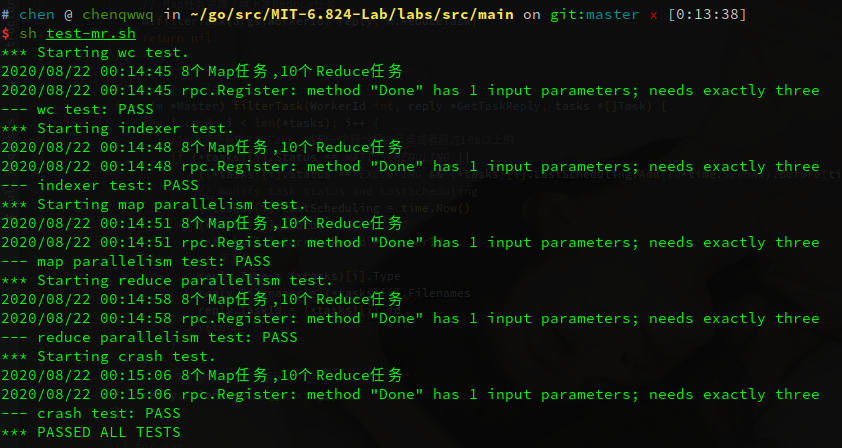 # chen @ chenqwwq in ~/go/src/MIT-6.824-Lab/labs/src/main on git:master x [0:13:38]
$ sh test-mr.sh
*** Starting wc test.
2020/08/22 00:14:45 8个Map任务,10个Reduce任务
2020/08/22 00:14:45 rpc.Register: method "Done" has 1 input parameters; needs exactly three
--- wc test: PASS
*** Starting indexer test.
2020/08/22 00:14:48 8个Map任务,10个Reduce任务
2020/08/22 00:14:48 rpc.Register: method "Done" has 1 input parameters; needs exactly three
--- indexer test: PASS
*** Starting map parallelism test.
2020/08/22 00:14:51 8个Map任务,10个Reduce任务
2020/08/22 00:14:51 rpc.Register: method "Done" has 1 input parameters; needs exactly three
--- map parallelism test: PASS
*** Starting reduce parallelism test.
2020/08/22 00:14:58 8个Map任务,10个Reduce任务
2020/08/22 00:14:58 rpc.Register: method "Done" has 1 input parameters; needs exactly three
--- reduce parallelism test: PASS
*** Starting crash test.
2020/08/22 00:15:06 8个Map任务,10个Reduce任务
2020/08/22 00:15:06 rpc.Register: method "Done" has 1 input parameters; needs exactly three
--- crash test: PASS
*** PASSED ALL TESTS